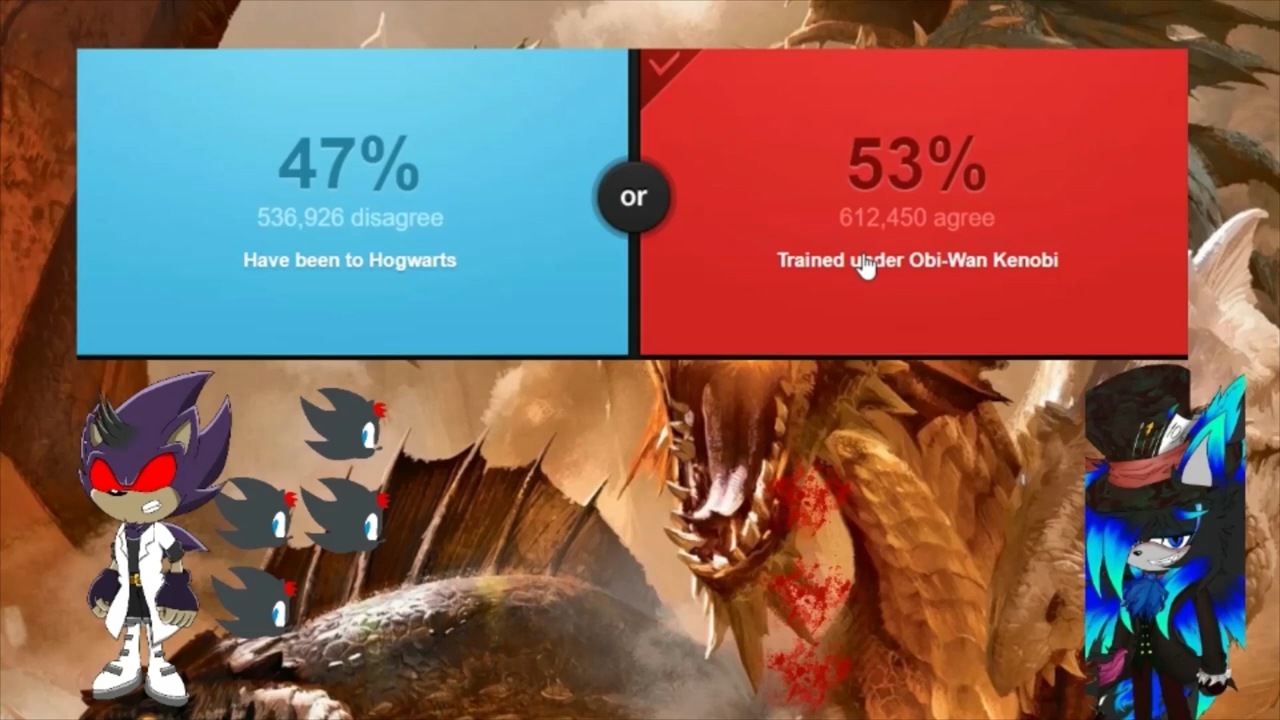 47%
536,926 disagree
Have been to Hogwarts
or
53%
612,450 agree
Trained under Obi-Wan Kenobi